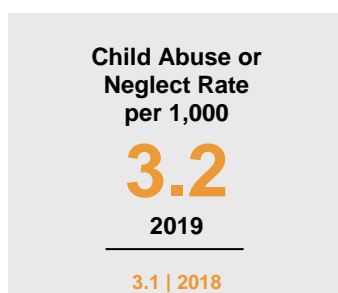 Child Abuse or
Neglect Rate
per 1,000
3.2
2019
3.1 | 2018